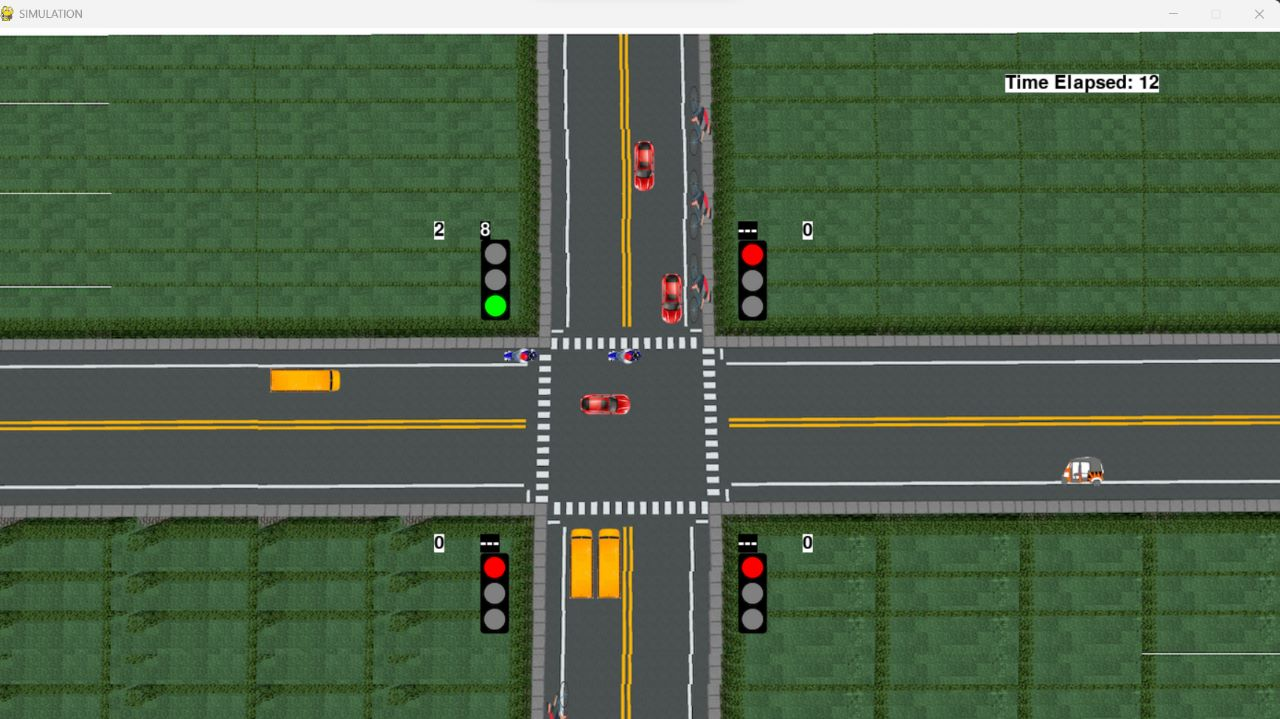 SIMULATION
Time Elapsed: 12
2 8 --- 0
0 --- --- 0